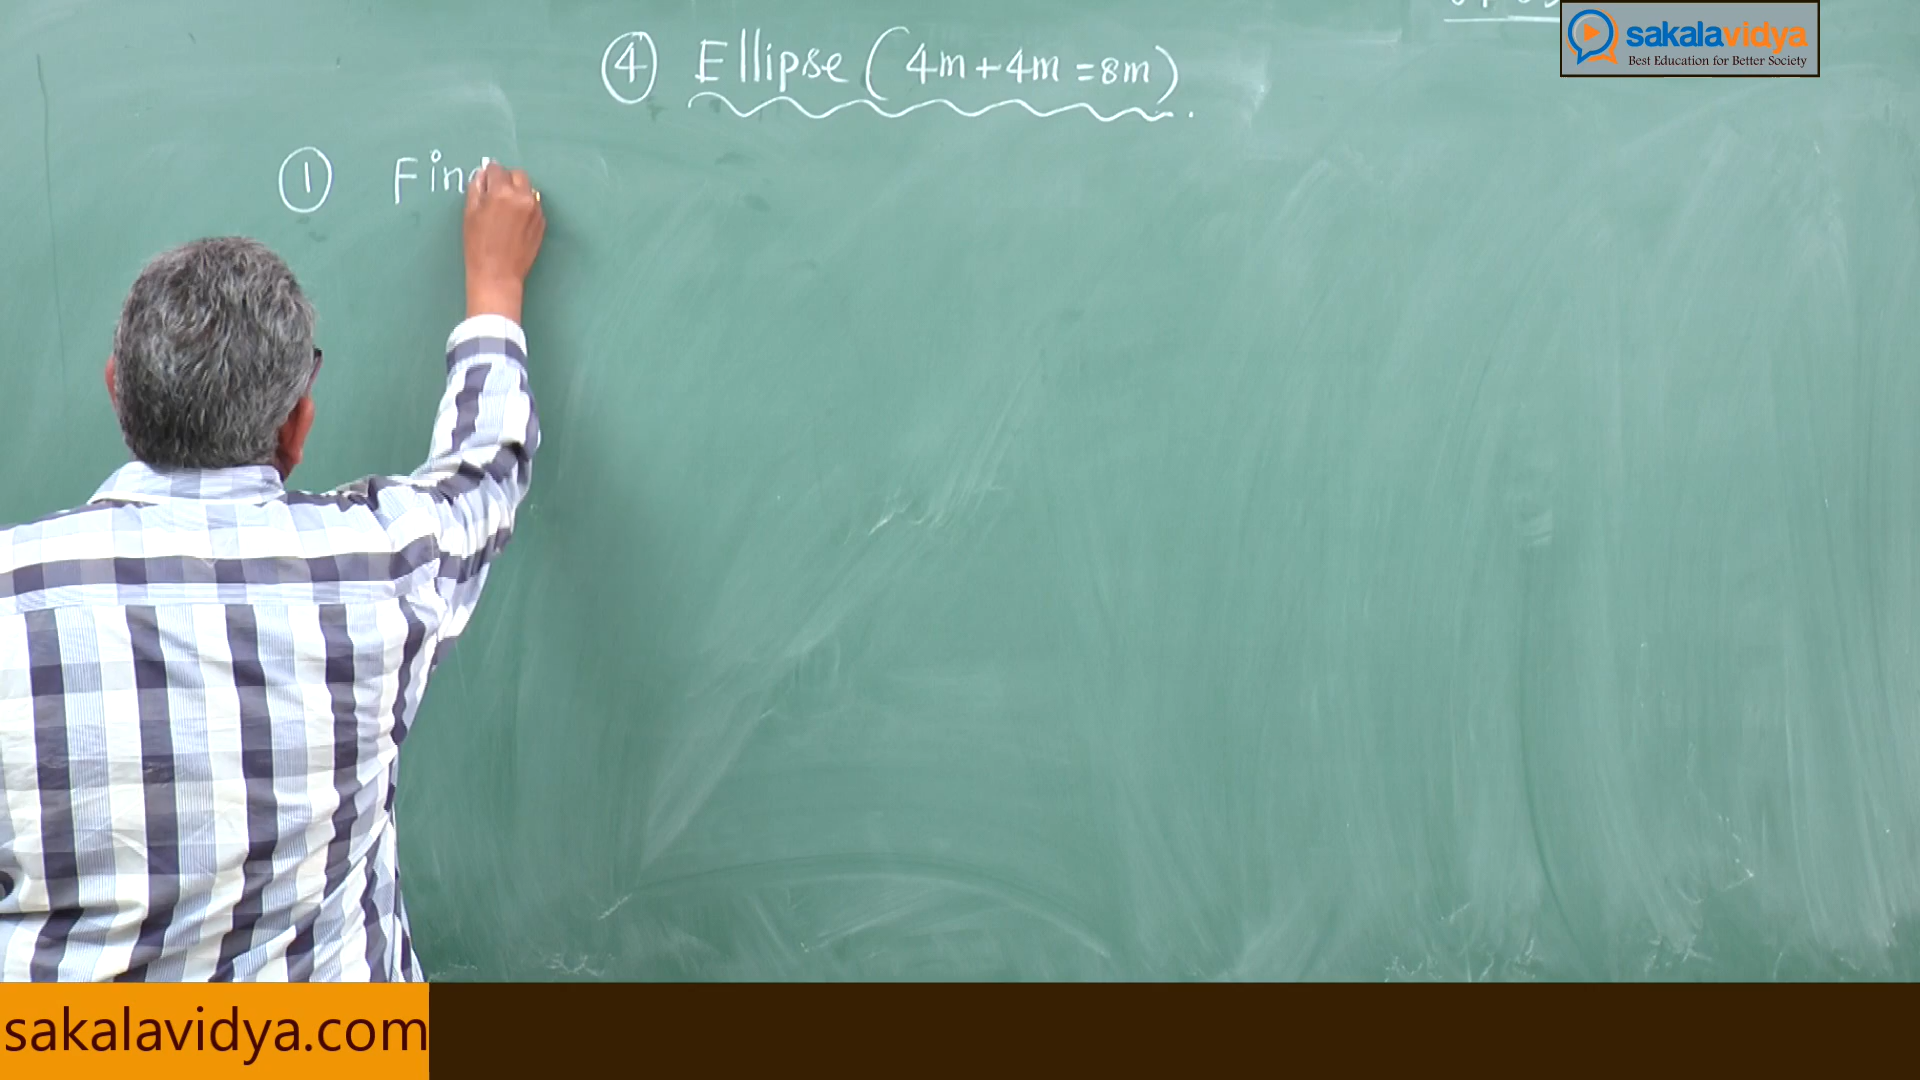 ④ Ellipse (4m+4m=8m).
sakalavidya
Best Education for Better Society
① Find
sakalavidya.com